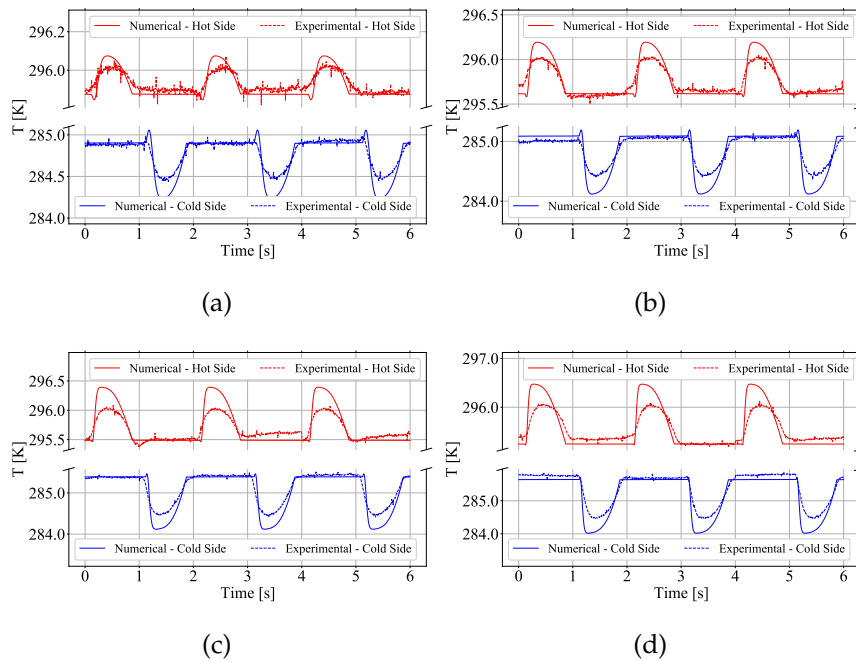 Numerical - Hot Side Experimental - Hot Side
296.2
296.0
T [K]
285.0
284.5
284.0
Numerical - Cold Side Experimental - Cold Side
0 1 2 3 4 5 6
Time [s]
(a)
296.5
Numerical - Hot Side Experimental - Hot Side
296.0
295.5
T [K]
285.0
284.0
Numerical - Cold Side Experimental - Cold Side
0 1 2 3 4 5 6
Time [s]
(b)
Numerical - Hot Side Experimental - Hot Side
296.5
296.0
295.5
T [K]
285.0
284.0
Numerical - Cold Side Experimental - Cold Side
0 1 2 3 4 5 6
Time [s]
(c)
297.0
Numerical - Hot Side Experimental - Hot Side
296.0
T [K]
285.0
284.0
Numerical - Cold Side Experimental - Cold Side
0 1 2 3 4 5 6
Time [s]
(d)